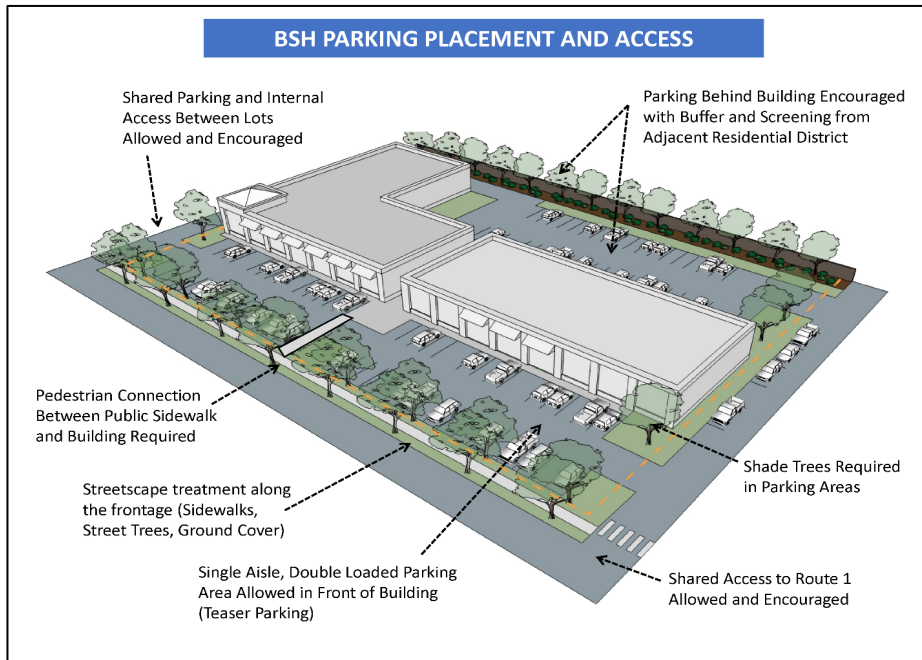 BSH PARKING PLACEMENT AND ACCESS
Shared Parking and Internal
Access Between Lots
Allowed and Encouraged
Parking Behind Building Encouraged
with Buffer and Screening from
Adjacent Residential District
Pedestrian Connection
Between Public Sidewalk
and Building Required
Streetscape treatment along
the frontage (Sidewalks,
Street Trees, Ground Cover)
Single Aisle, Double Loaded Parking
Area Allowed in Front of Building
(Teaser Parking)
Shade Trees Required
in Parking Areas
Shared Access to Route 1
Allowed and Encouraged